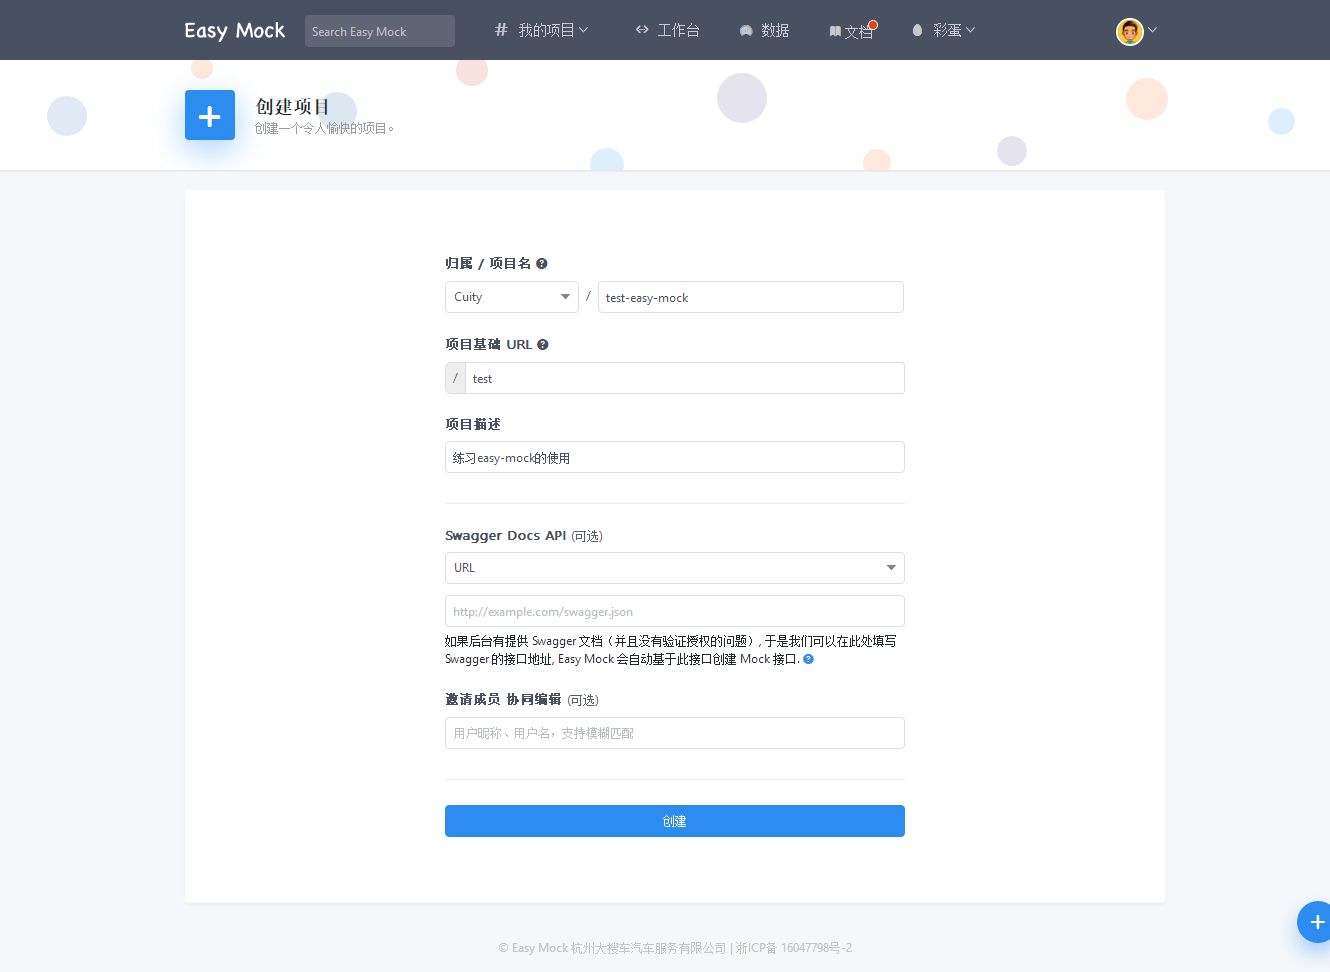 Easy Mock
Search Easy Mock
# 我的项目
工作台
数据
文档
彩蛋
创建项目
创建一个令人愉快的项目。
归属 / 项目名
Cuity / test-easy-mock
项目基础 URL
/ test
项目描述
练习easy-mock的使用
Swagger Docs API (可选)
URL
http://example.com/swagger.json
如果后台有提供 Swagger 文档（并且没有验证授权的问题）, 于是我们可以在此处填写
Swagger 的接口地址, Easy Mock 会自动基于此接口创建 Mock 接口.
邀请成员 协同编辑 (可选)
用户昵称、用户名，支持模糊匹配
创建
© Easy Mock 杭州大搜车汽车服务有限公司 | 浙ICP备 16047798号-2